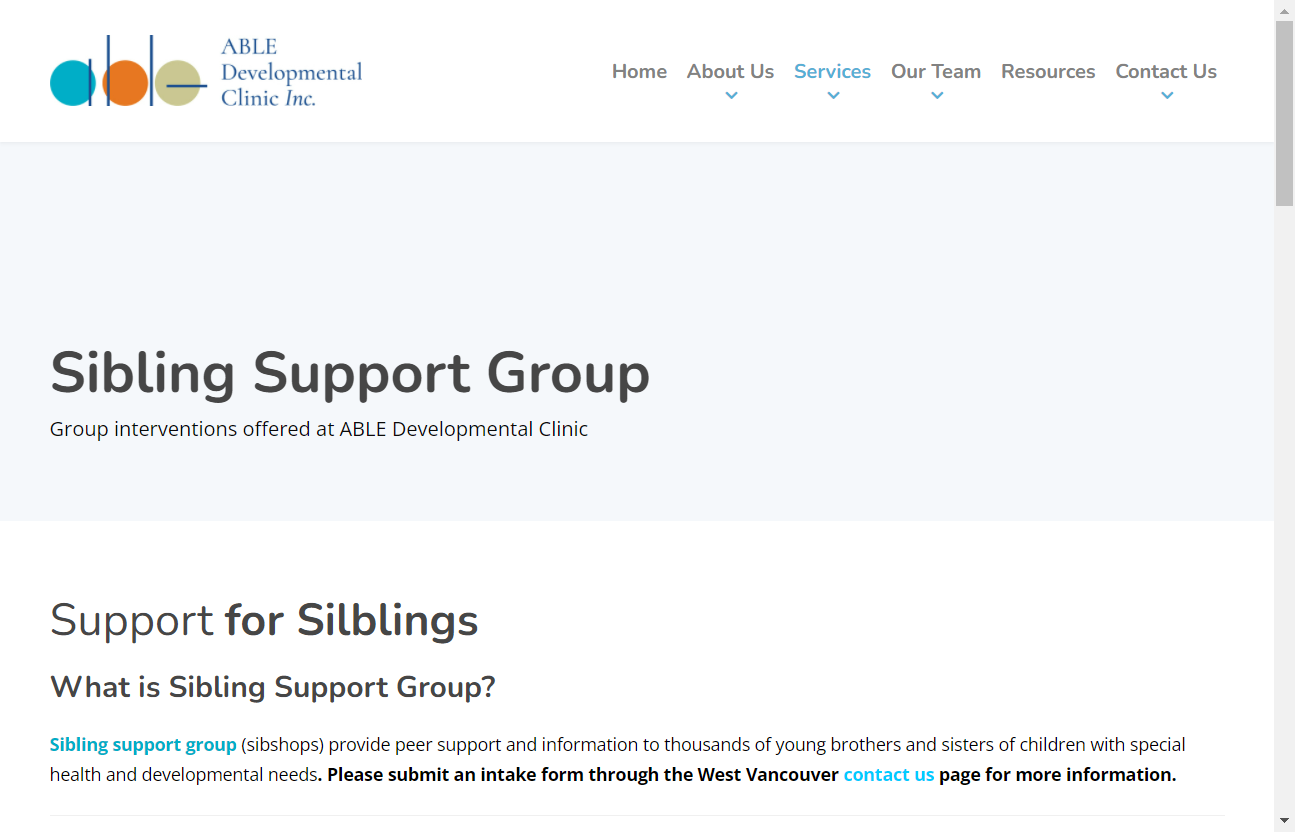 ABLE
Developmental
Clinic Inc.
Home About Us Services Our Team Resources Contact Us
Sibling Support Group
Group interventions offered at ABLE Developmental Clinic
Support for Silblings
What is Sibling Support Group?
Sibling support group (sibshops) provide peer support and information to thousands of young brothers and sisters of children with special
health and developmental needs. Please submit an intake form through the West Vancouver contact us page for more information.